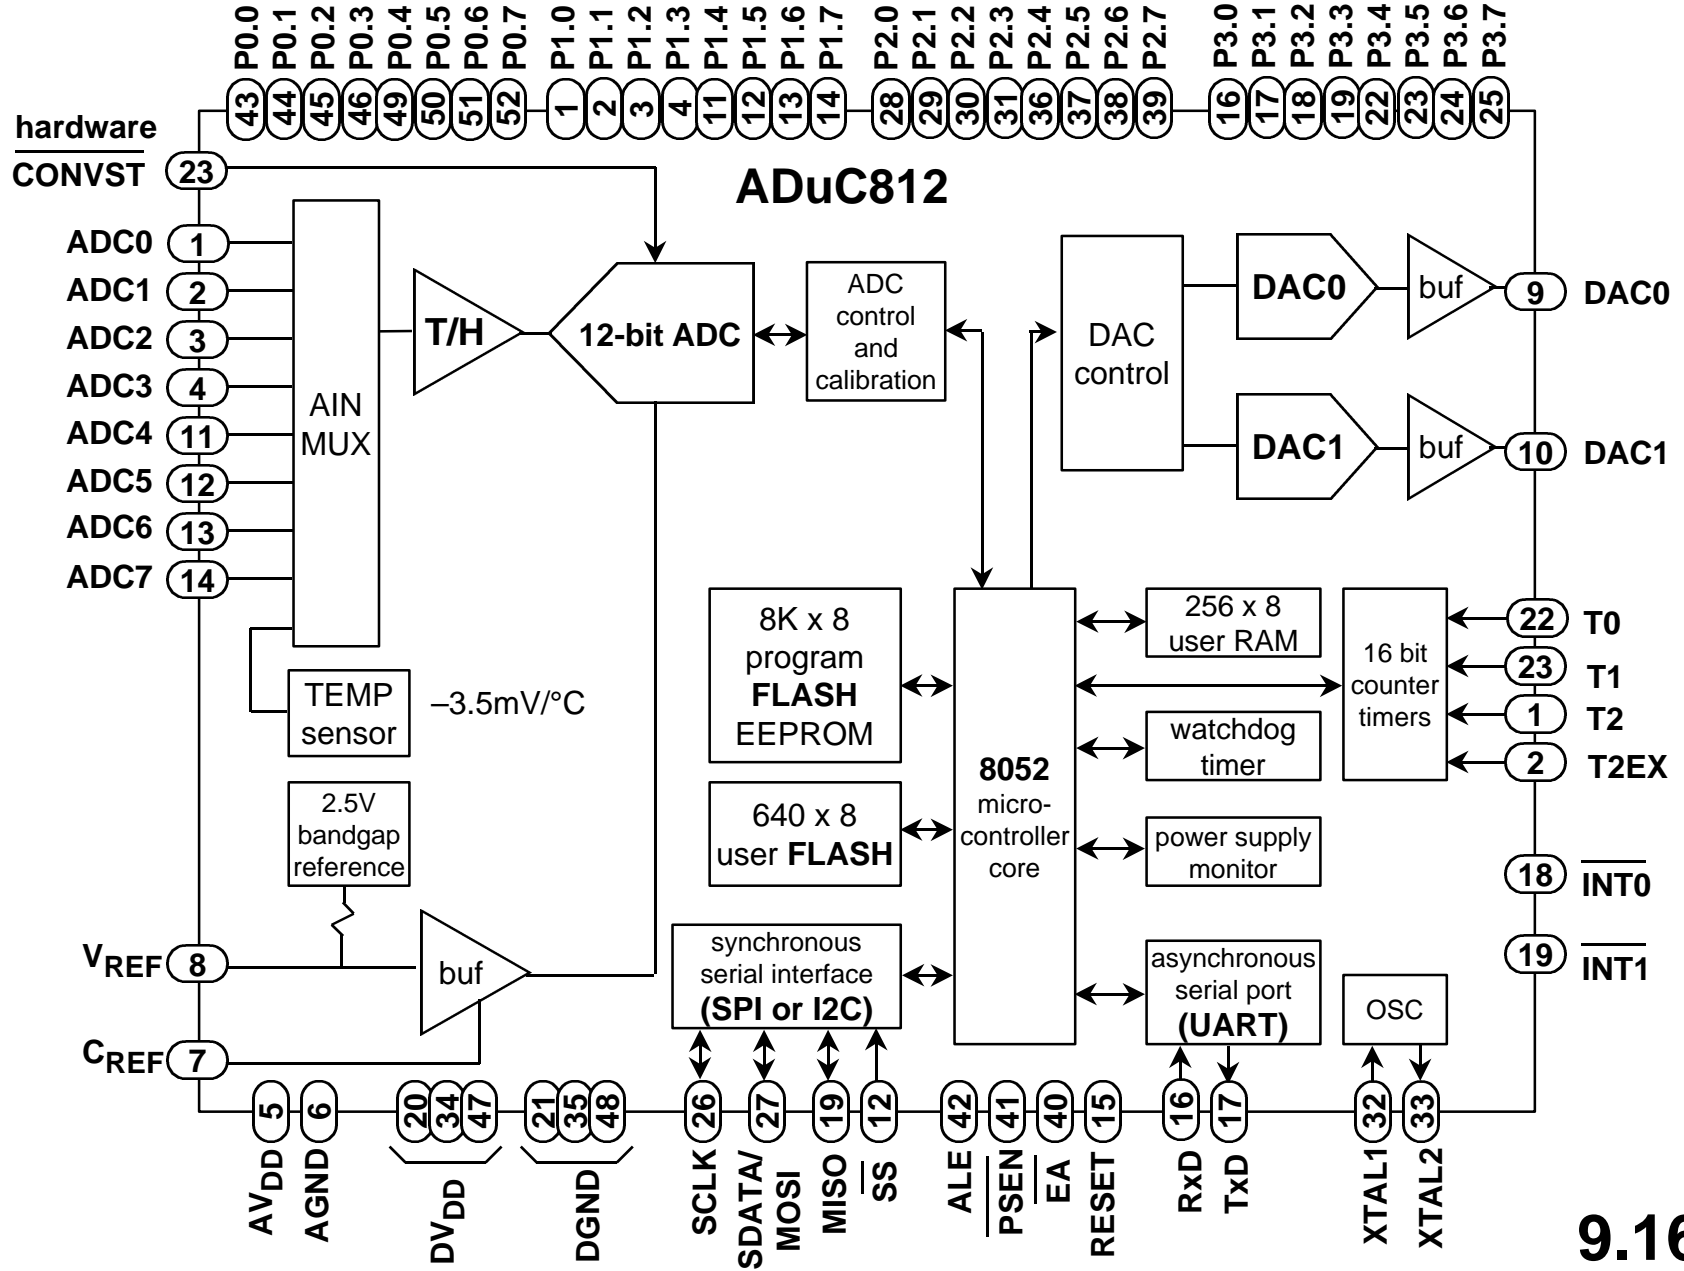 P0.0 P0.1 P0.2 P0.3 P0.4 P0.5 P0.6 P0.7 P1.0 P1.1 P1.2 P1.3 P1.4 P1.5 P1.6 P1.7 P2.0 P2.1 P2.2 P2.3 P2.4 P2.5 P2.6 P2.7 P3.0 P3.1 P3.2 P3.3 P3.4 P3.5 P3.6 P3.7
43 44 45 46 49 50 51 52 1 2 3 4 11 12 13 14 28 29 30 31 36 37 38 39 16 17 18 19 22 23 24 25
hardware
CONVST 23
ADuC812
ADC0 1
ADC1 2
ADC2 3
ADC3 4
ADC4 11
ADC5 12
ADC6 13
ADC7 14
AIN
MUX
T/H
12-bit ADC
ADC
control
and
calibration
DAC
control
DAC0
buf
9 DAC0
DAC1
buf
10 DAC1
TEMP
sensor
–3.5mV/°C
2.5V
bandgap
reference
VREF 8
buf
CREF 7
8K x 8
program
FLASH
EEPROM
640 x 8
user FLASH
synchronous
serial interface
(SPI or I2C)
8052
micro-
controller
core
256 x 8
user RAM
watchdog
timer
power supply
monitor
asynchronous
serial port
(UART)
16 bit
counter
timers
22 T0
23 T1
1 T2
2 T2EX
18 INT0
19 INT1
OSC
5 6 20 34 47 21 35 48 26 27 19 12 42 41 40 15 16 17 32 33
AVDD
AGND
DVDD
DGND
SCLK
SDATA/
MOSI
MISO
SS
ALE
PSEN
EA
RESET
RxD
TxD
XTAL1
XTAL2
9.16